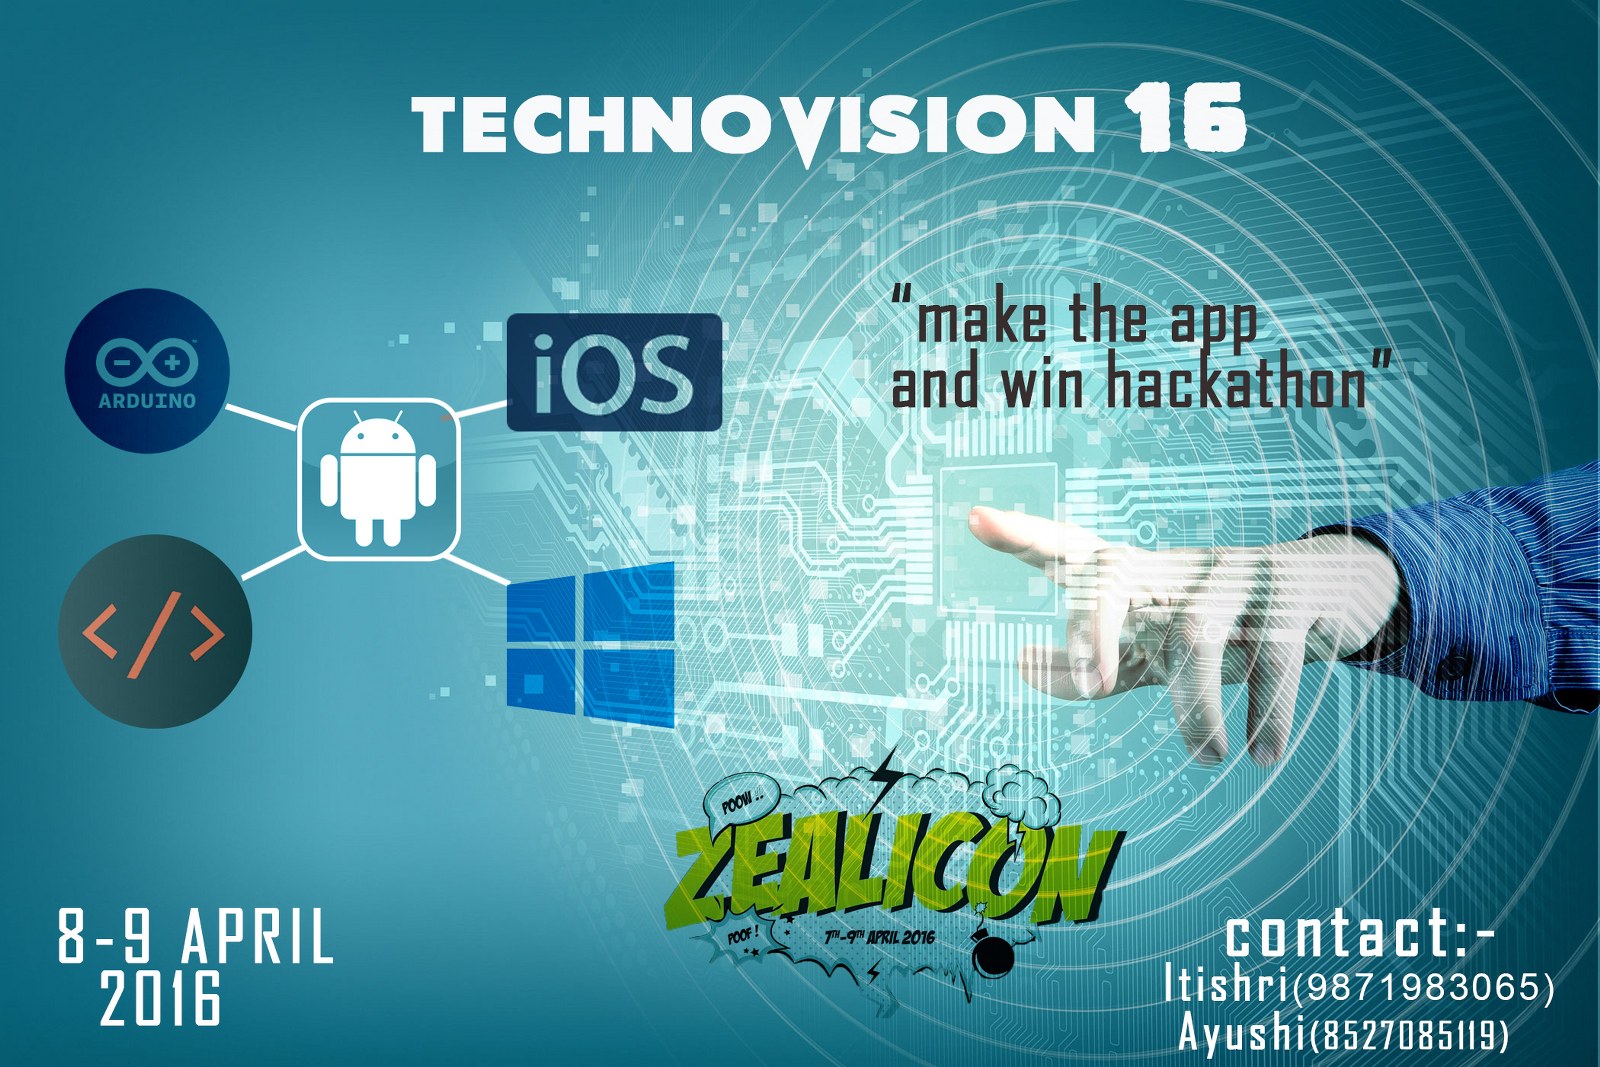 TECHNOVISION 16
ARDUINO
iOS
</>
"make the app
and win hackathon"
POOW ..
ZEALICON
POOF !
7TH-9TH APRIL 2016
8-9 APRIL
2016
contact:-
Itishri(9871983065)
Ayushi(8527085119)